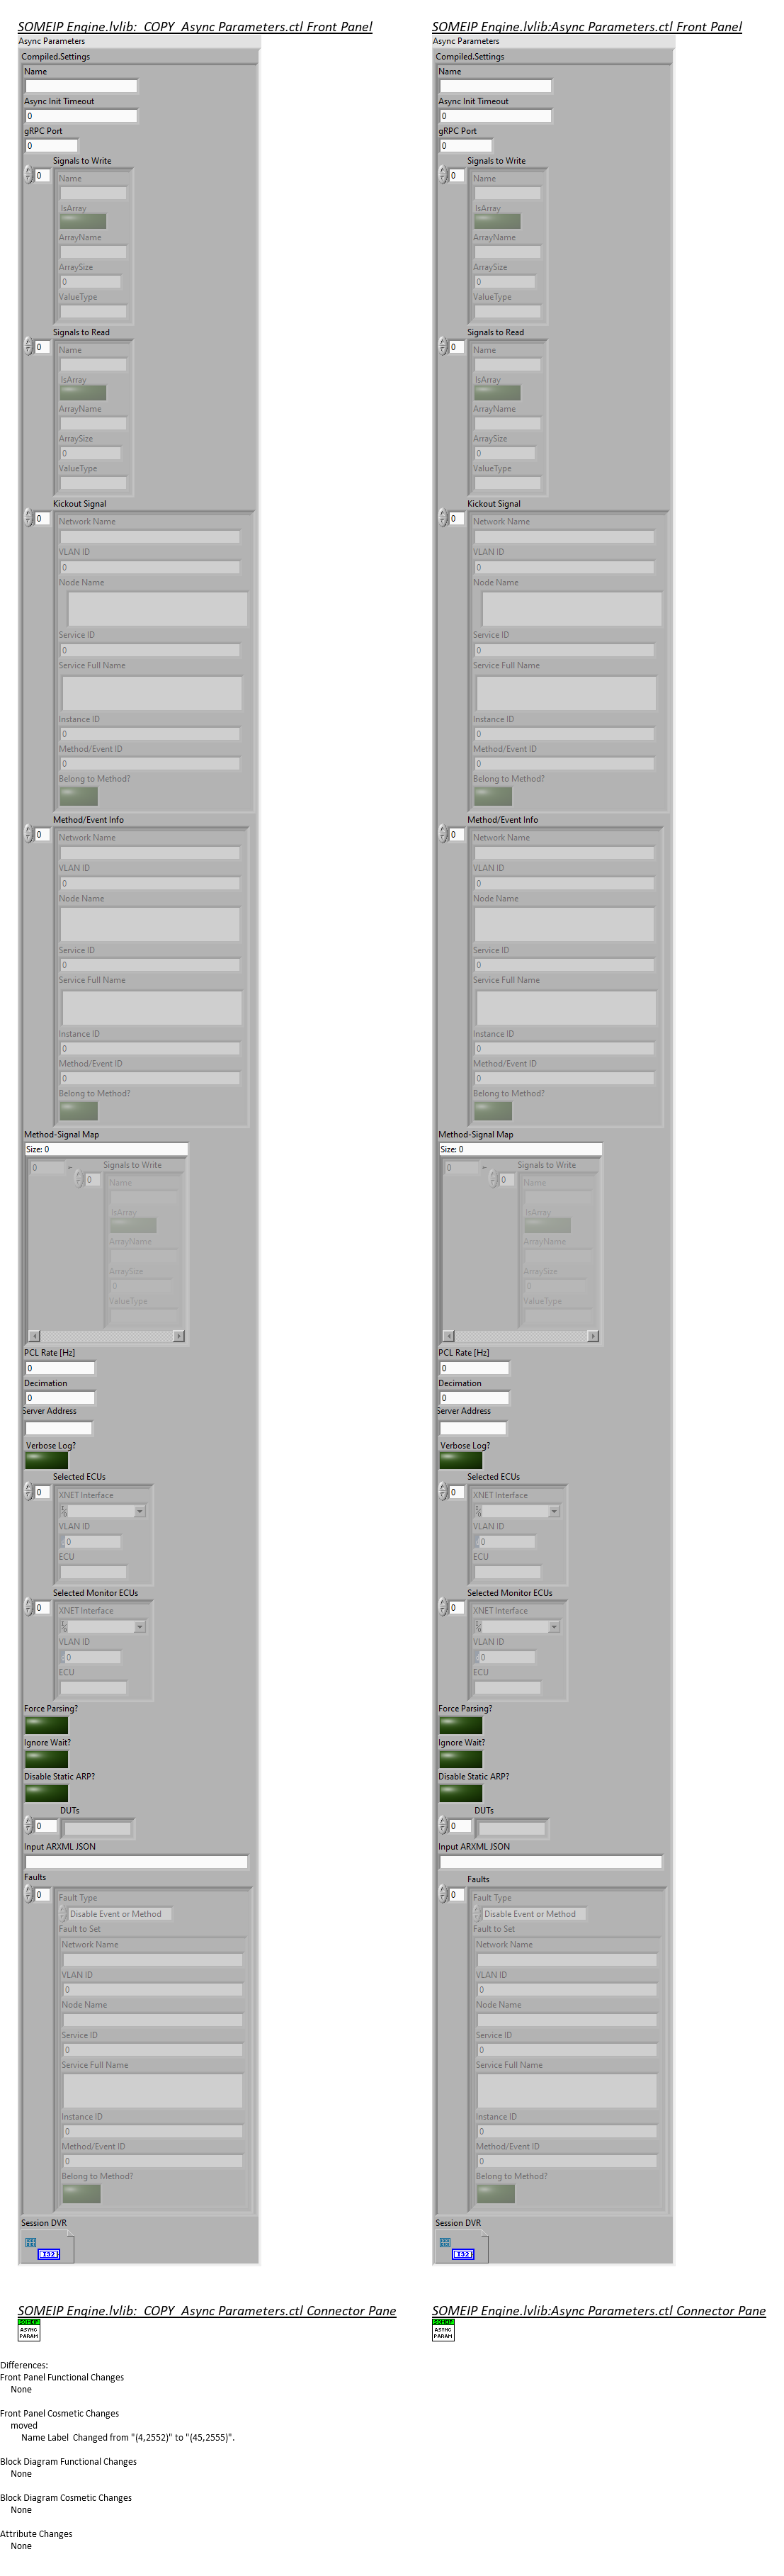 SOMEIP Engine.lvlib:_COPY_Async Parameters.ctl Front Panel
Async Parameters
Compiled.Settings
Name
Async Init Timeout
0
gRPC Port
0
Signals to Write
0
Name
IsArray
ArrayName
ArraySize
0
ValueType
Signals to Read
0
Name
IsArray
ArrayName
ArraySize
0
ValueType
Kickout Signal
0
Network Name
VLAN ID
0
Node Name
Service ID
0
Service Full Name
Instance ID
0
Method/Event ID
0
Belong to Method?
Method/Event Info
0
Network Name
VLAN ID
0
Node Name
Service ID
0
Service Full Name
Instance ID
0
Method/Event ID
0
Belong to Method?
Method-Signal Map
Size: 0
0
Signals to Write
0
Name
IsArray
ArrayName
ArraySize
0
ValueType
PCL Rate [Hz]
0
Decimation
0
Server Address
Verbose Log?
Selected ECUs
0
XNET Interface
VLAN ID
0
ECU
Selected Monitor ECUs
0
XNET Interface
VLAN ID
0
ECU
Force Parsing?
Ignore Wait?
Disable Static ARP?
DUTs
0
Input ARXML JSON
Faults
0
Fault Type
Disable Event or Method
Fault to Set
Network Name
VLAN ID
0
Node Name
Service ID
0
Service Full Name
Instance ID
0
Method/Event ID
0
Belong to Method?
Session DVR
[I32]
SOMEIP Engine.lvlib:Async Parameters.ctl Front Panel
Async Parameters
Compiled.Settings
Name
Async Init Timeout
0
gRPC Port
0
Signals to Write
0
Name
IsArray
ArrayName
ArraySize
0
ValueType
Signals to Read
0
Name
IsArray
ArrayName
ArraySize
0
ValueType
Kickout Signal
0
Network Name
VLAN ID
0
Node Name
Service ID
0
Service Full Name
Instance ID
0
Method/Event ID
0
Belong to Method?
Method/Event Info
0
Network Name
VLAN ID
0
Node Name
Service ID
0
Service Full Name
Instance ID
0
Method/Event ID
0
Belong to Method?
Method-Signal Map
Size: 0
0
Signals to Write
0
Name
IsArray
ArrayName
ArraySize
0
ValueType
PCL Rate [Hz]
0
Decimation
0
Server Address
Verbose Log?
Selected ECUs
0
XNET Interface
VLAN ID
0
ECU
Selected Monitor ECUs
0
XNET Interface
VLAN ID
0
ECU
Force Parsing?
Ignore Wait?
Disable Static ARP?
DUTs
0
Input ARXML JSON
Faults
0
Fault Type
Disable Event or Method
Fault to Set
Network Name
VLAN ID
0
Node Name
Service ID
0
Service Full Name
Instance ID
0
Method/Event ID
0
Belong to Method?
Session DVR
[I32]
SOMEIP Engine.lvlib:_COPY_Async Parameters.ctl Connector Pane
SOMEIP
ASYNC
PARAM
SOMEIP Engine.lvlib:Async Parameters.ctl Connector Pane
SOMEIP
ASYNC
PARAM
Differences:
Front Panel Functional Changes
None
Front Panel Cosmetic Changes
moved
Name Label  Changed from "(4,2552)" to "(45,2555)".
Block Diagram Functional Changes
None
Block Diagram Cosmetic Changes
None
Attribute Changes
None